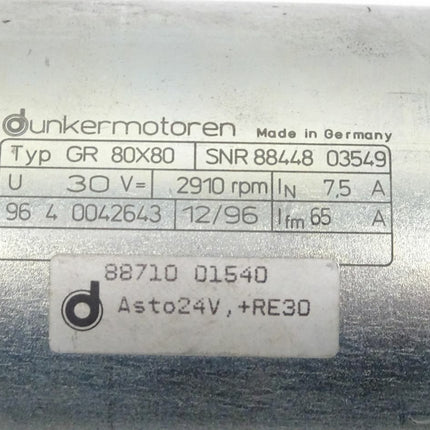 dunkermotoren Made in Germany
Typ GR 80X80 SNR 88448 03549
U 30 V= 2910 rpm IN 7,5 A
96 4 0042643 12/96 Ifm 65 A
88710 01540
d Asto24V,+RE30